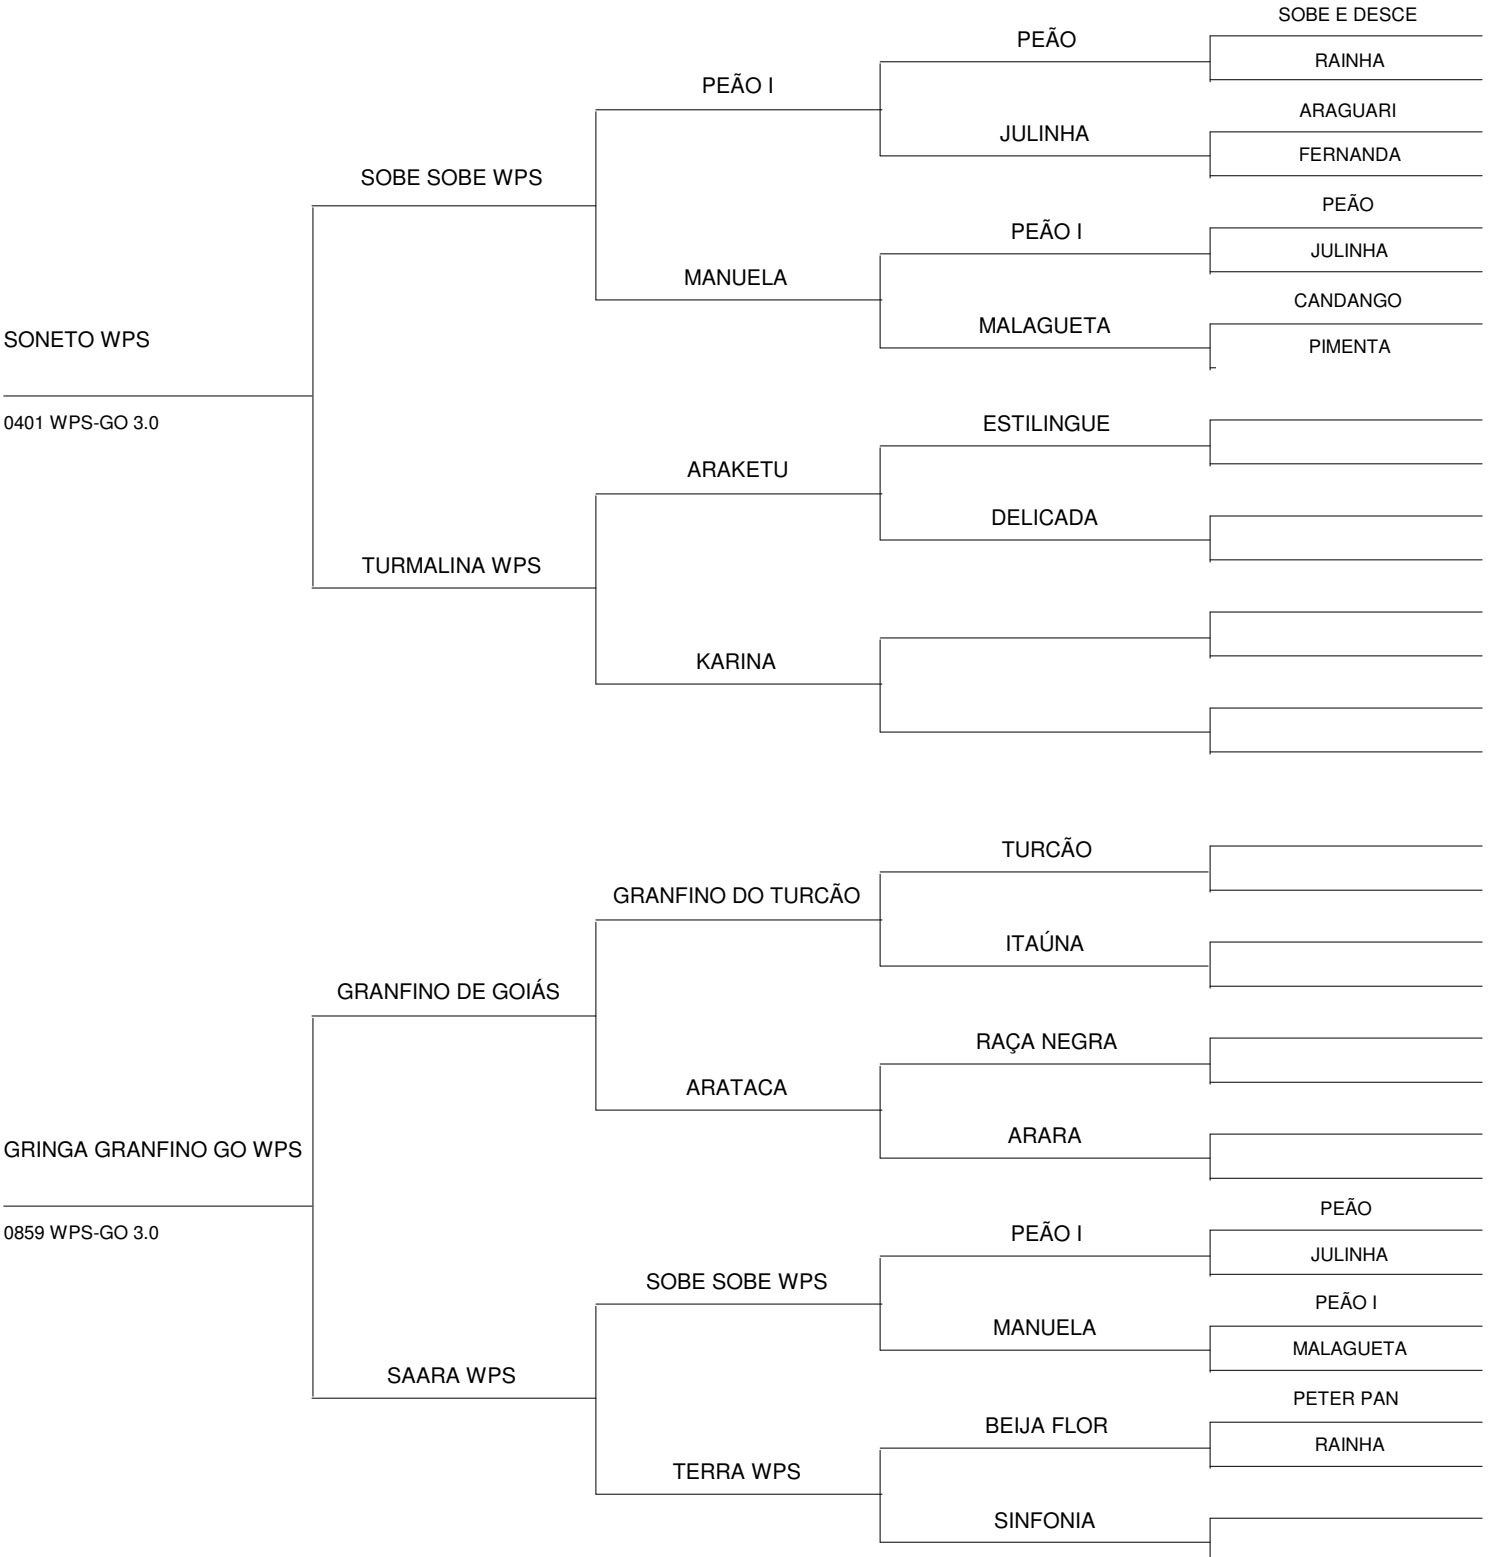 SOBE E DESCE
PEÃO
RAINHA
PEÃO I
ARAGUARI
JULINHA
FERNANDA
SOBE SOBE WPS
PEÃO
PEÃO I
JULINHA
MANUELA
CANDANGO
MALAGUETA
SONETO WPS
PIMENTA
0401 WPS-GO 3.0
ESTILINGUE
ARAKETU
DELICADA
TURMALINA WPS
KARINA
TURCÃO
GRANFINO DO TURCÃO
ITAÚNA
GRANFINO DE GOIÁS
RAÇA NEGRA
ARATACA
ARARA
GRINGA GRANFINO GO WPS
PEÃO
0859 WPS-GO 3.0
PEÃO I
JULINHA
SOBE SOBE WPS
PEÃO I
MANUELA
MALAGUETA
SAARA WPS
PETER PAN
BEIJA FLOR
RAINHA
TERRA WPS
SINFONIA